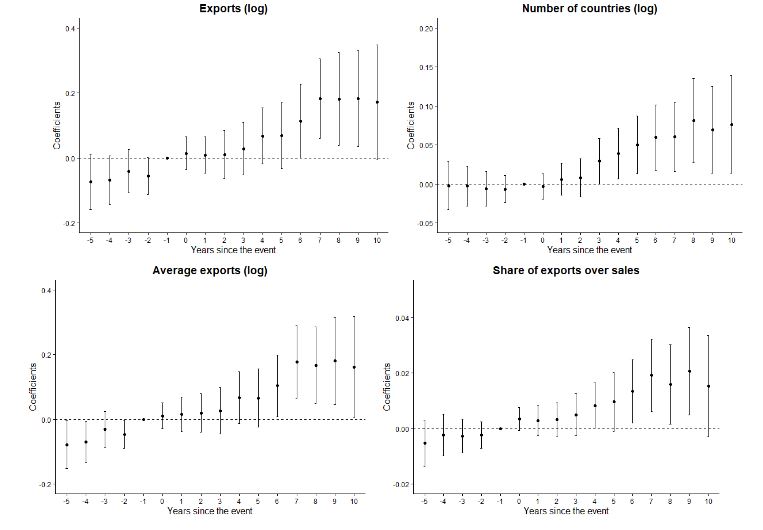 Exports (log)
0.4
0.2
0.0
-0.2
Coefficients
-5 -4 -3 -2 -1 0 1 2 3 4 5 6 7 8 9 10
Years since the event
Number of countries (log)
0.20
0.15
0.10
0.05
0.00
-0.05
Coefficients
-5 -4 -3 -2 -1 0 1 2 3 4 5 6 7 8 9 10
Years since the event
Average exports (log)
0.4
0.2
0.0
-0.2
Coefficients
-5 -4 -3 -2 -1 0 1 2 3 4 5 6 7 8 9 10
Years since the event
Share of exports over sales
0.04
0.02
0.00
-0.02
Coefficients
-5 -4 -3 -2 -1 0 1 2 3 4 5 6 7 8 9 10
Years since the event